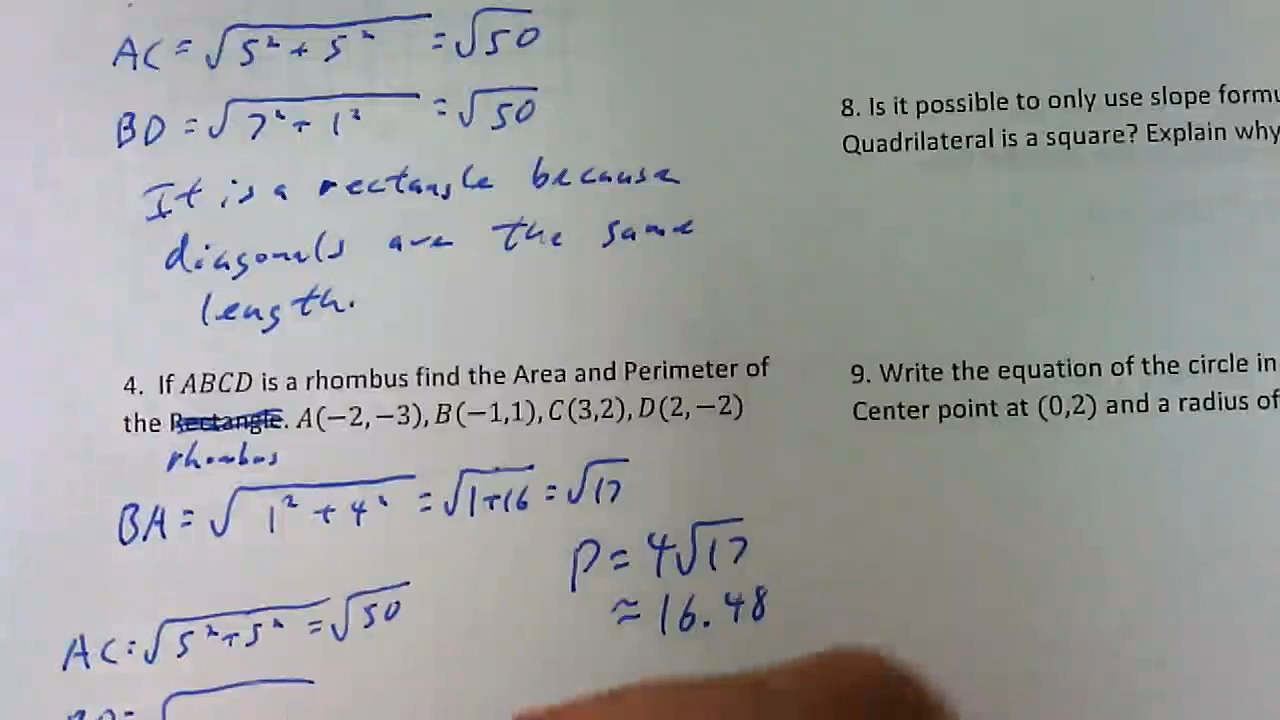 AC = √5² + 5² = √50
BD = √7² + 1² = √50
It is a rectangle because
diagonals are the same
length.
4. If ABCD is a rhombus find the Area and Perimeter of
the Rectangle. A(−2,−3), B(−1,1), C(3,2), D(2,−2)
rhombus
BA = √1² + 4² = √1+16 = √17
P = 4√17
≈ 16.48
AC = √5² + 5² = √50
8. Is it possible to only use slope formu
Quadrilateral is a square? Explain why
9. Write the equation of the circle in
Center point at (0,2) and a radius of